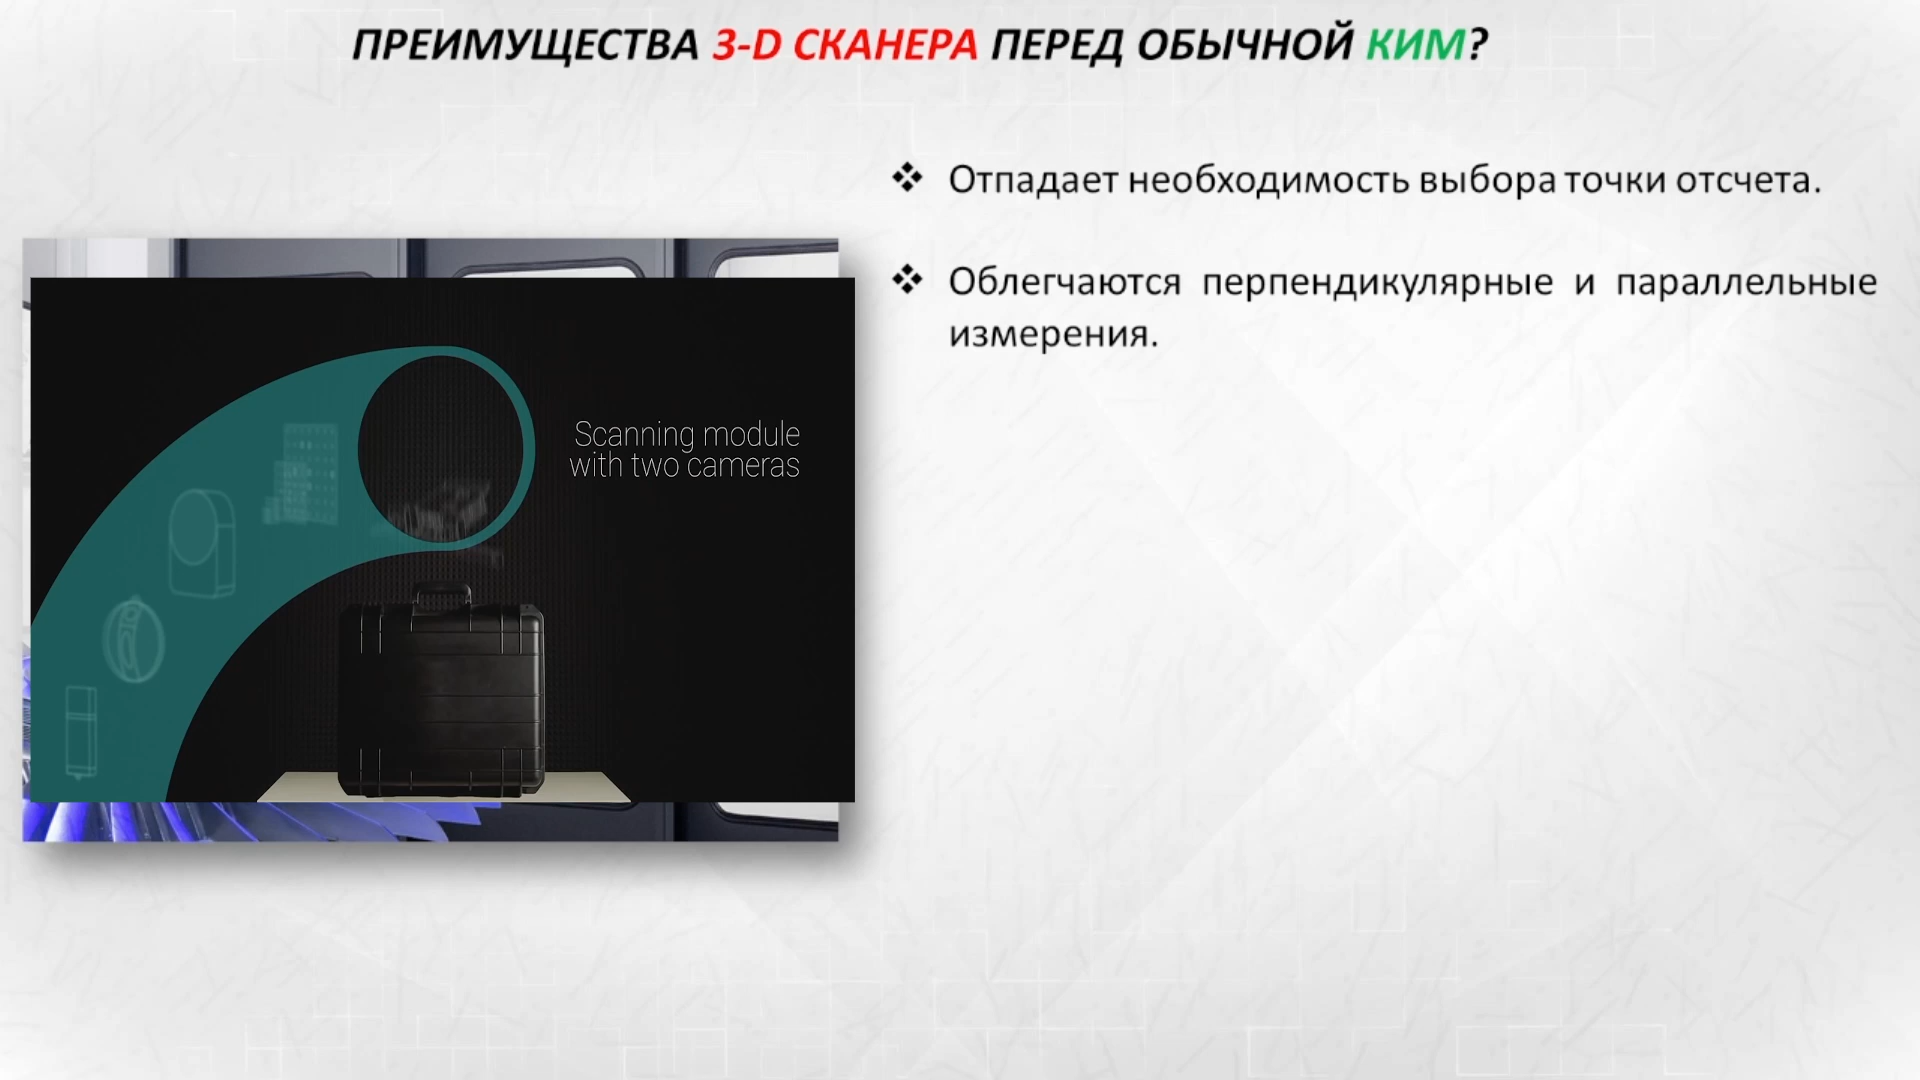 ПРЕИМУЩЕСТВА 3-D СКАНЕРА ПЕРЕД ОБЫЧНОЙ КИМ?
❖ Отпадает необходимость выбора точки отсчета.
❖ Облегчаются перпендикулярные и параллельные
измерения.
Scanning module
with two cameras